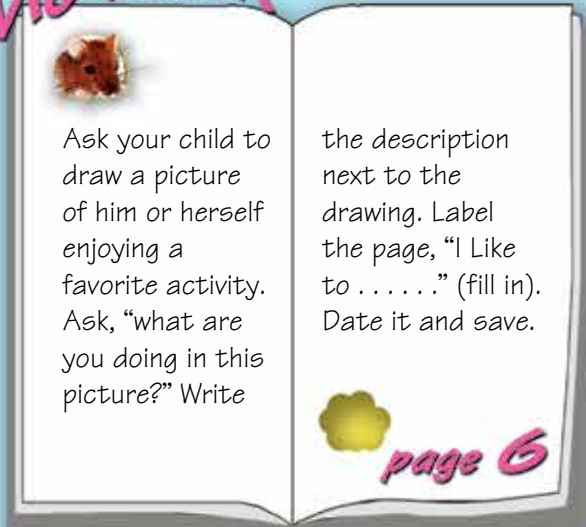 Ask your child to
draw a picture
of him or herself
enjoying a
favorite activity.
Ask, “what are
you doing in this
picture?” Write
the description
next to the
drawing. Label
the page, “I Like
to . . . . . .” (fill in).
Date it and save.
page 6